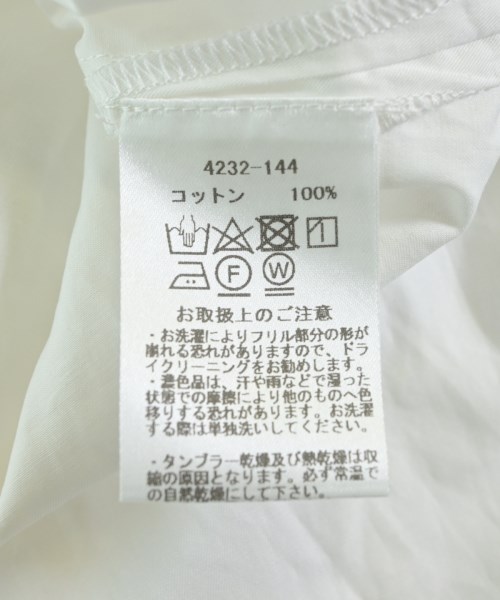 4232-144
コットン 100%
F W
お取扱上のご注意
・お洗濯によりフリル部分の形が
崩れる恐れがありますので、ドラ
イクリーニングをお勧めします。
・濃色品は、汗や雨などで湿った
状態での摩擦により他のものへ色
移りする恐れがあります。お洗濯
する際は単独洗いしてください。
・タンブラー乾燥及び熱乾燥は収
縮の原因となります。必ず常温で
の自然乾燥にして下さい。